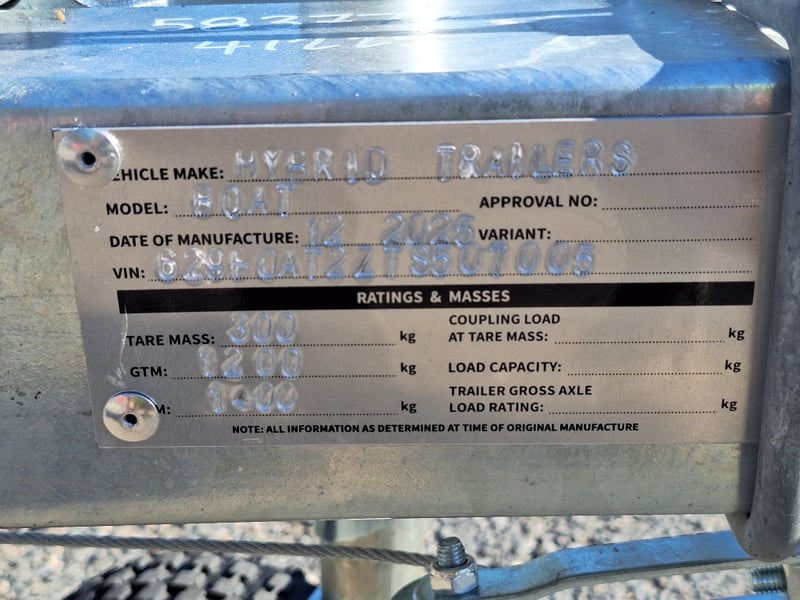 VEHICLE MAKE: HYBRID TRAILERS
MODEL: BOAT APPROVAL NO:
DATE OF MANUFACTURE: 12 2025 VARIANT:
VIN:
RATINGS & MASSES
TARE MASS: 300 kg COUPLING LOAD AT TARE MASS: kg
GTM: 1200 kg LOAD CAPACITY: kg
M: 1400 kg TRAILER GROSS AXLE LOAD RATING: kg
NOTE: ALL INFORMATION AS DETERMINED AT TIME OF ORIGINAL MANUFACTURE